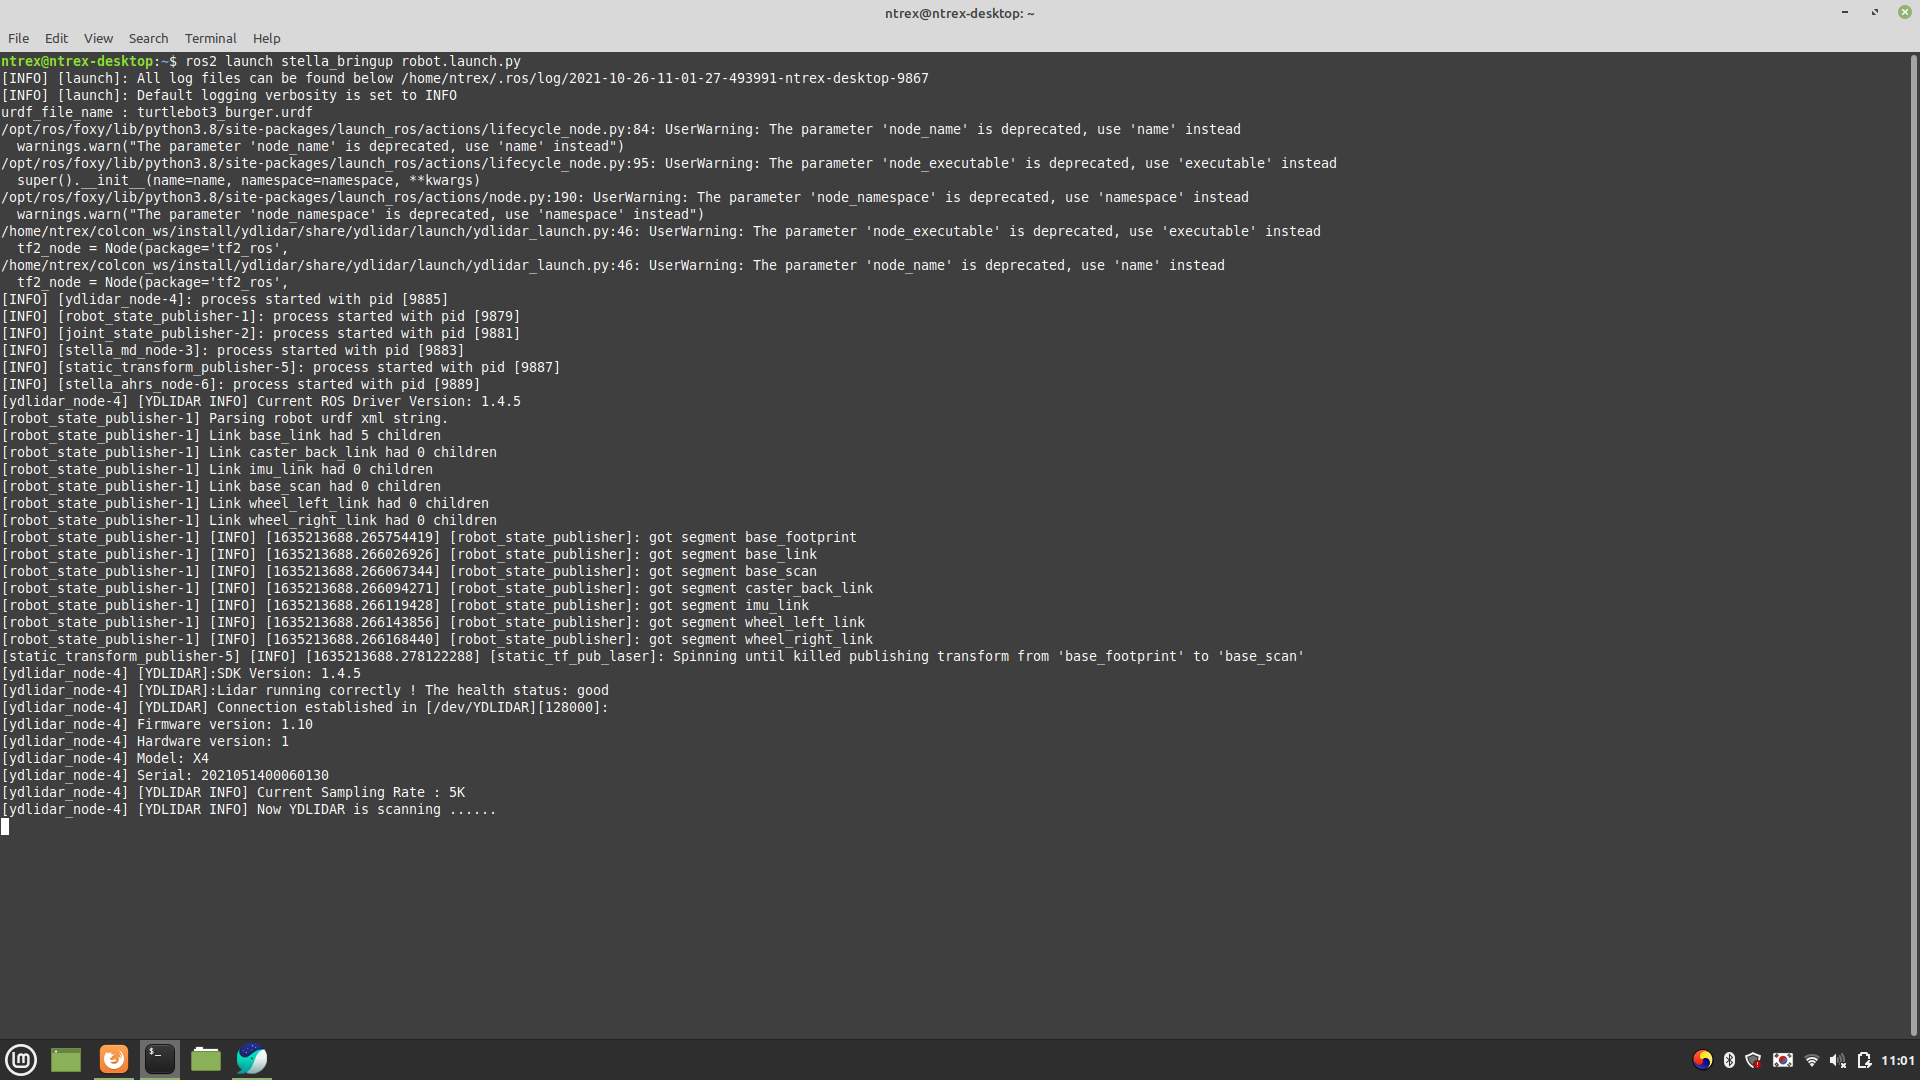 ntrex@ntrex-desktop: ~
File Edit View Search Terminal Help
ntrex@ntrex-desktop:~$ ros2 launch stella_bringup robot.launch.py
[INFO] [launch]: All log files can be found below /home/ntrex/.ros/log/2021-10-26-11-01-27-493991-ntrex-desktop-9867
[INFO] [launch]: Default logging verbosity is set to INFO
urdf_file_name : turtlebot3_burger.urdf
/opt/ros/foxy/lib/python3.8/site-packages/launch_ros/actions/lifecycle_node.py:84: UserWarning: The parameter 'node_name' is deprecated, use 'name' instead
  warnings.warn("The parameter 'node_name' is deprecated, use 'name' instead")
/opt/ros/foxy/lib/python3.8/site-packages/launch_ros/actions/lifecycle_node.py:95: UserWarning: The parameter 'node_executable' is deprecated, use 'executable' instead
  super().__init__(name=name, namespace=namespace, **kwargs)
/opt/ros/foxy/lib/python3.8/site-packages/launch_ros/actions/node.py:190: UserWarning: The parameter 'node_namespace' is deprecated, use 'namespace' instead
  warnings.warn("The parameter 'node_namespace' is deprecated, use 'namespace' instead")
/home/ntrex/colcon_ws/install/ydlidar/share/ydlidar/launch/ydlidar_launch.py:46: UserWarning: The parameter 'node_executable' is deprecated, use 'executable' instead
  tf2_node = Node(package='tf2_ros',
/home/ntrex/colcon_ws/install/ydlidar/share/ydlidar/launch/ydlidar_launch.py:46: UserWarning: The parameter 'node_name' is deprecated, use 'name' instead
  tf2_node = Node(package='tf2_ros',
[INFO] [ydlidar_node-4]: process started with pid [9885]
[INFO] [robot_state_publisher-1]: process started with pid [9879]
[INFO] [joint_state_publisher-2]: process started with pid [9881]
[INFO] [stella_md_node-3]: process started with pid [9883]
[INFO] [static_transform_publisher-5]: process started with pid [9887]
[INFO] [stella_ahrs_node-6]: process started with pid [9889]
[ydlidar_node-4] [YDLIDAR INFO] Current ROS Driver Version: 1.4.5
[robot_state_publisher-1] Parsing robot urdf xml string.
[robot_state_publisher-1] Link base_link had 5 children
[robot_state_publisher-1] Link caster_back_link had 0 children
[robot_state_publisher-1] Link imu_link had 0 children
[robot_state_publisher-1] Link base_scan had 0 children
[robot_state_publisher-1] Link wheel_left_link had 0 children
[robot_state_publisher-1] Link wheel_right_link had 0 children
[robot_state_publisher-1] [INFO] [1635213688.265754419] [robot_state_publisher]: got segment base_footprint
[robot_state_publisher-1] [INFO] [1635213688.266026926] [robot_state_publisher]: got segment base_link
[robot_state_publisher-1] [INFO] [1635213688.266067344] [robot_state_publisher]: got segment base_scan
[robot_state_publisher-1] [INFO] [1635213688.266094271] [robot_state_publisher]: got segment caster_back_link
[robot_state_publisher-1] [INFO] [1635213688.266119428] [robot_state_publisher]: got segment imu_link
[robot_state_publisher-1] [INFO] [1635213688.266143856] [robot_state_publisher]: got segment wheel_left_link
[robot_state_publisher-1] [INFO] [1635213688.266168440] [robot_state_publisher]: got segment wheel_right_link
[static_transform_publisher-5] [INFO] [1635213688.278122288] [static_tf_pub_laser]: Spinning until killed publishing transform from 'base_footprint' to 'base_scan'
[ydlidar_node-4] [YDLIDAR]:SDK Version: 1.4.5
[ydlidar_node-4] [YDLIDAR]:Lidar running correctly ! The health status: good
[ydlidar_node-4] [YDLIDAR] Connection established in [/dev/YDLIDAR][128000]:
[ydlidar_node-4] Firmware version: 1.10
[ydlidar_node-4] Hardware version: 1
[ydlidar_node-4] Model: X4
[ydlidar_node-4] Serial: 2021051400060130
[ydlidar_node-4] [YDLIDAR INFO] Current Sampling Rate : 5K
[ydlidar_node-4] [YDLIDAR INFO] Now YDLIDAR is scanning ......
11:01